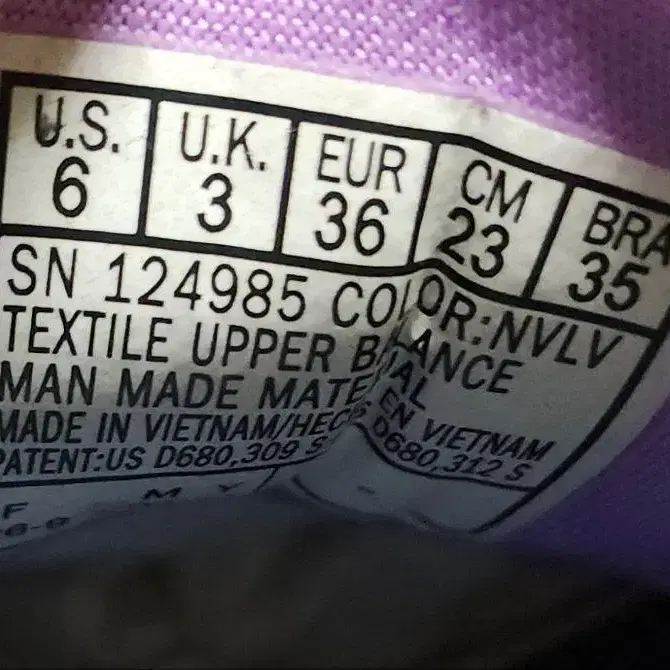 U.S. U.K. EUR CM BRA
6 3 36 23 35
SN 124985 COLOR:NVLV
TEXTILE UPPER BALANCE
MAN MADE MATERIAL
MADE IN VIETNAM/HECHO EN VIETNAM
PATENT:US D680,309 S D680,312 S